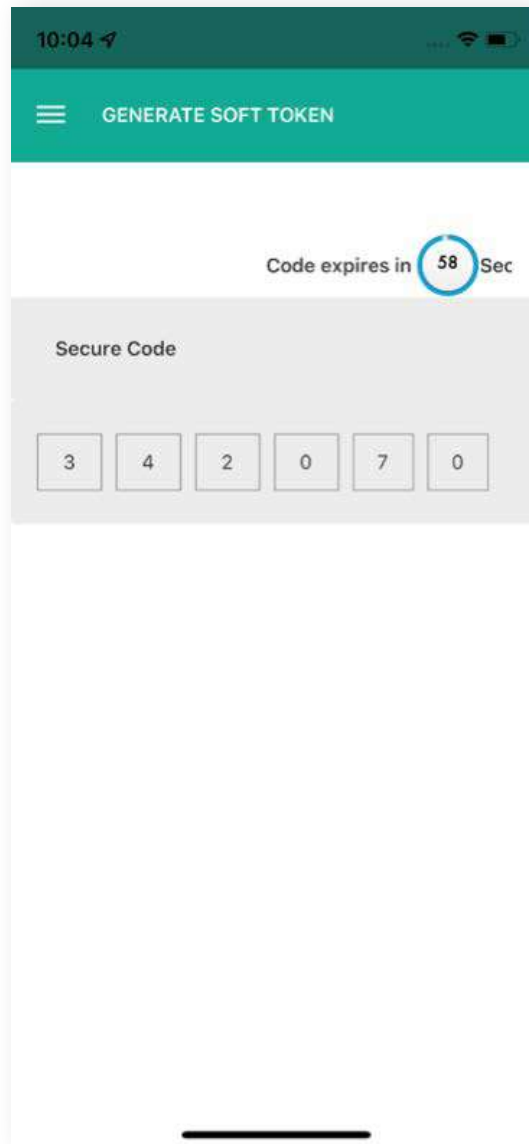 10:04
GENERATE SOFT TOKEN
Code expires in 58 Sec
Secure Code
3 4 2 0 7 0